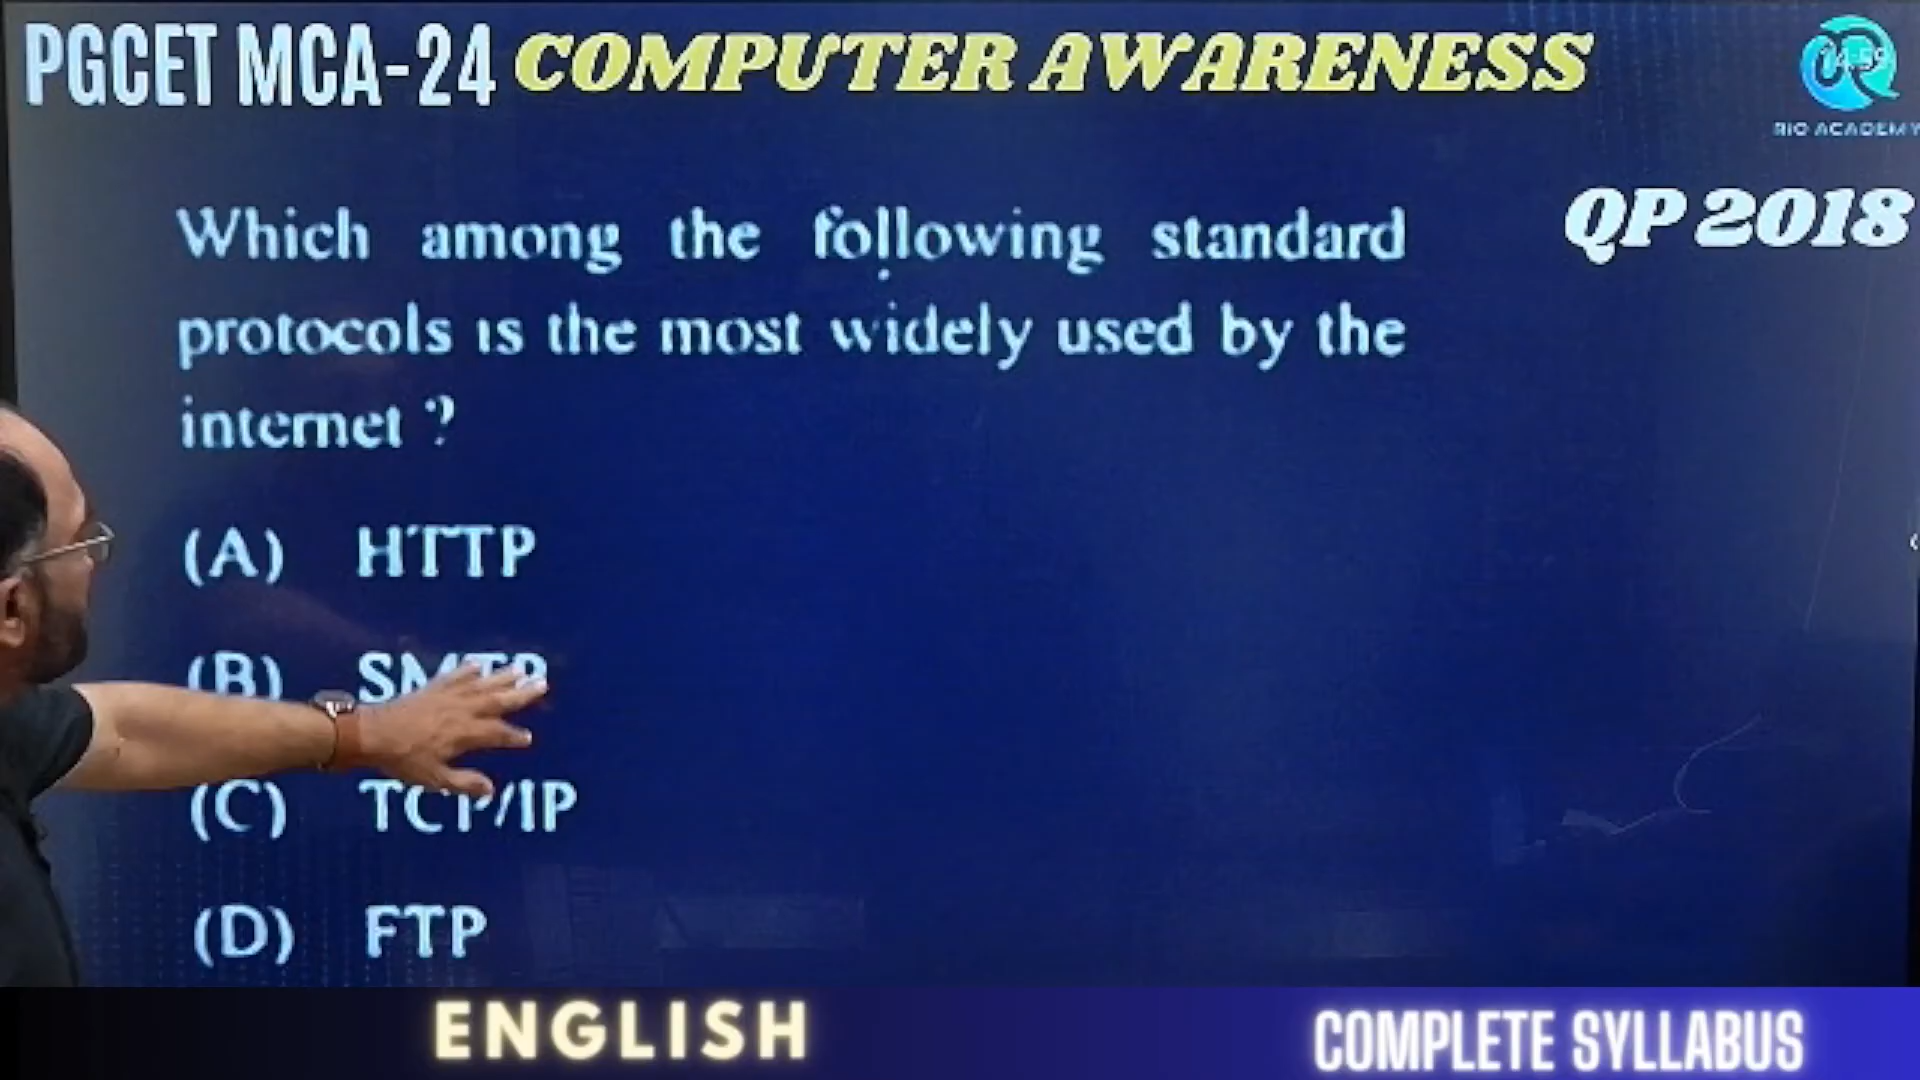 PGCET MCA-24 COMPUTER AWARENESS
RIO ACADEMY
QP 2018
Which among the following standard
protocols is the most widely used by the
internet ?
(A) HTTP
(B) SMTP
(C) TCP/IP
(D) FTP
ENGLISH
COMPLETE SYLLABUS